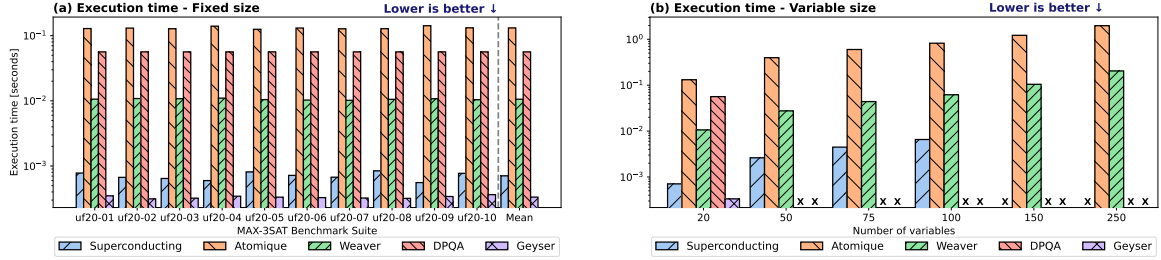 (a) Execution time - Fixed size
Lower is better ↓
Execution time [seconds]
10⁻¹
10⁻²
10⁻³
uf20-01 uf20-02 uf20-03 uf20-04 uf20-05 uf20-06 uf20-07 uf20-08 uf20-09 uf20-10 Mean
MAX-3SAT Benchmark Suite
Superconducting Atomique Weaver DPQA Geyser
(b) Execution time - Variable size
Lower is better ↓
10⁰
10⁻¹
10⁻²
10⁻³
x x x x x x x x x x x x
20 50 75 100 150 250
Number of variables
Superconducting Atomique Weaver DPQA Geyser